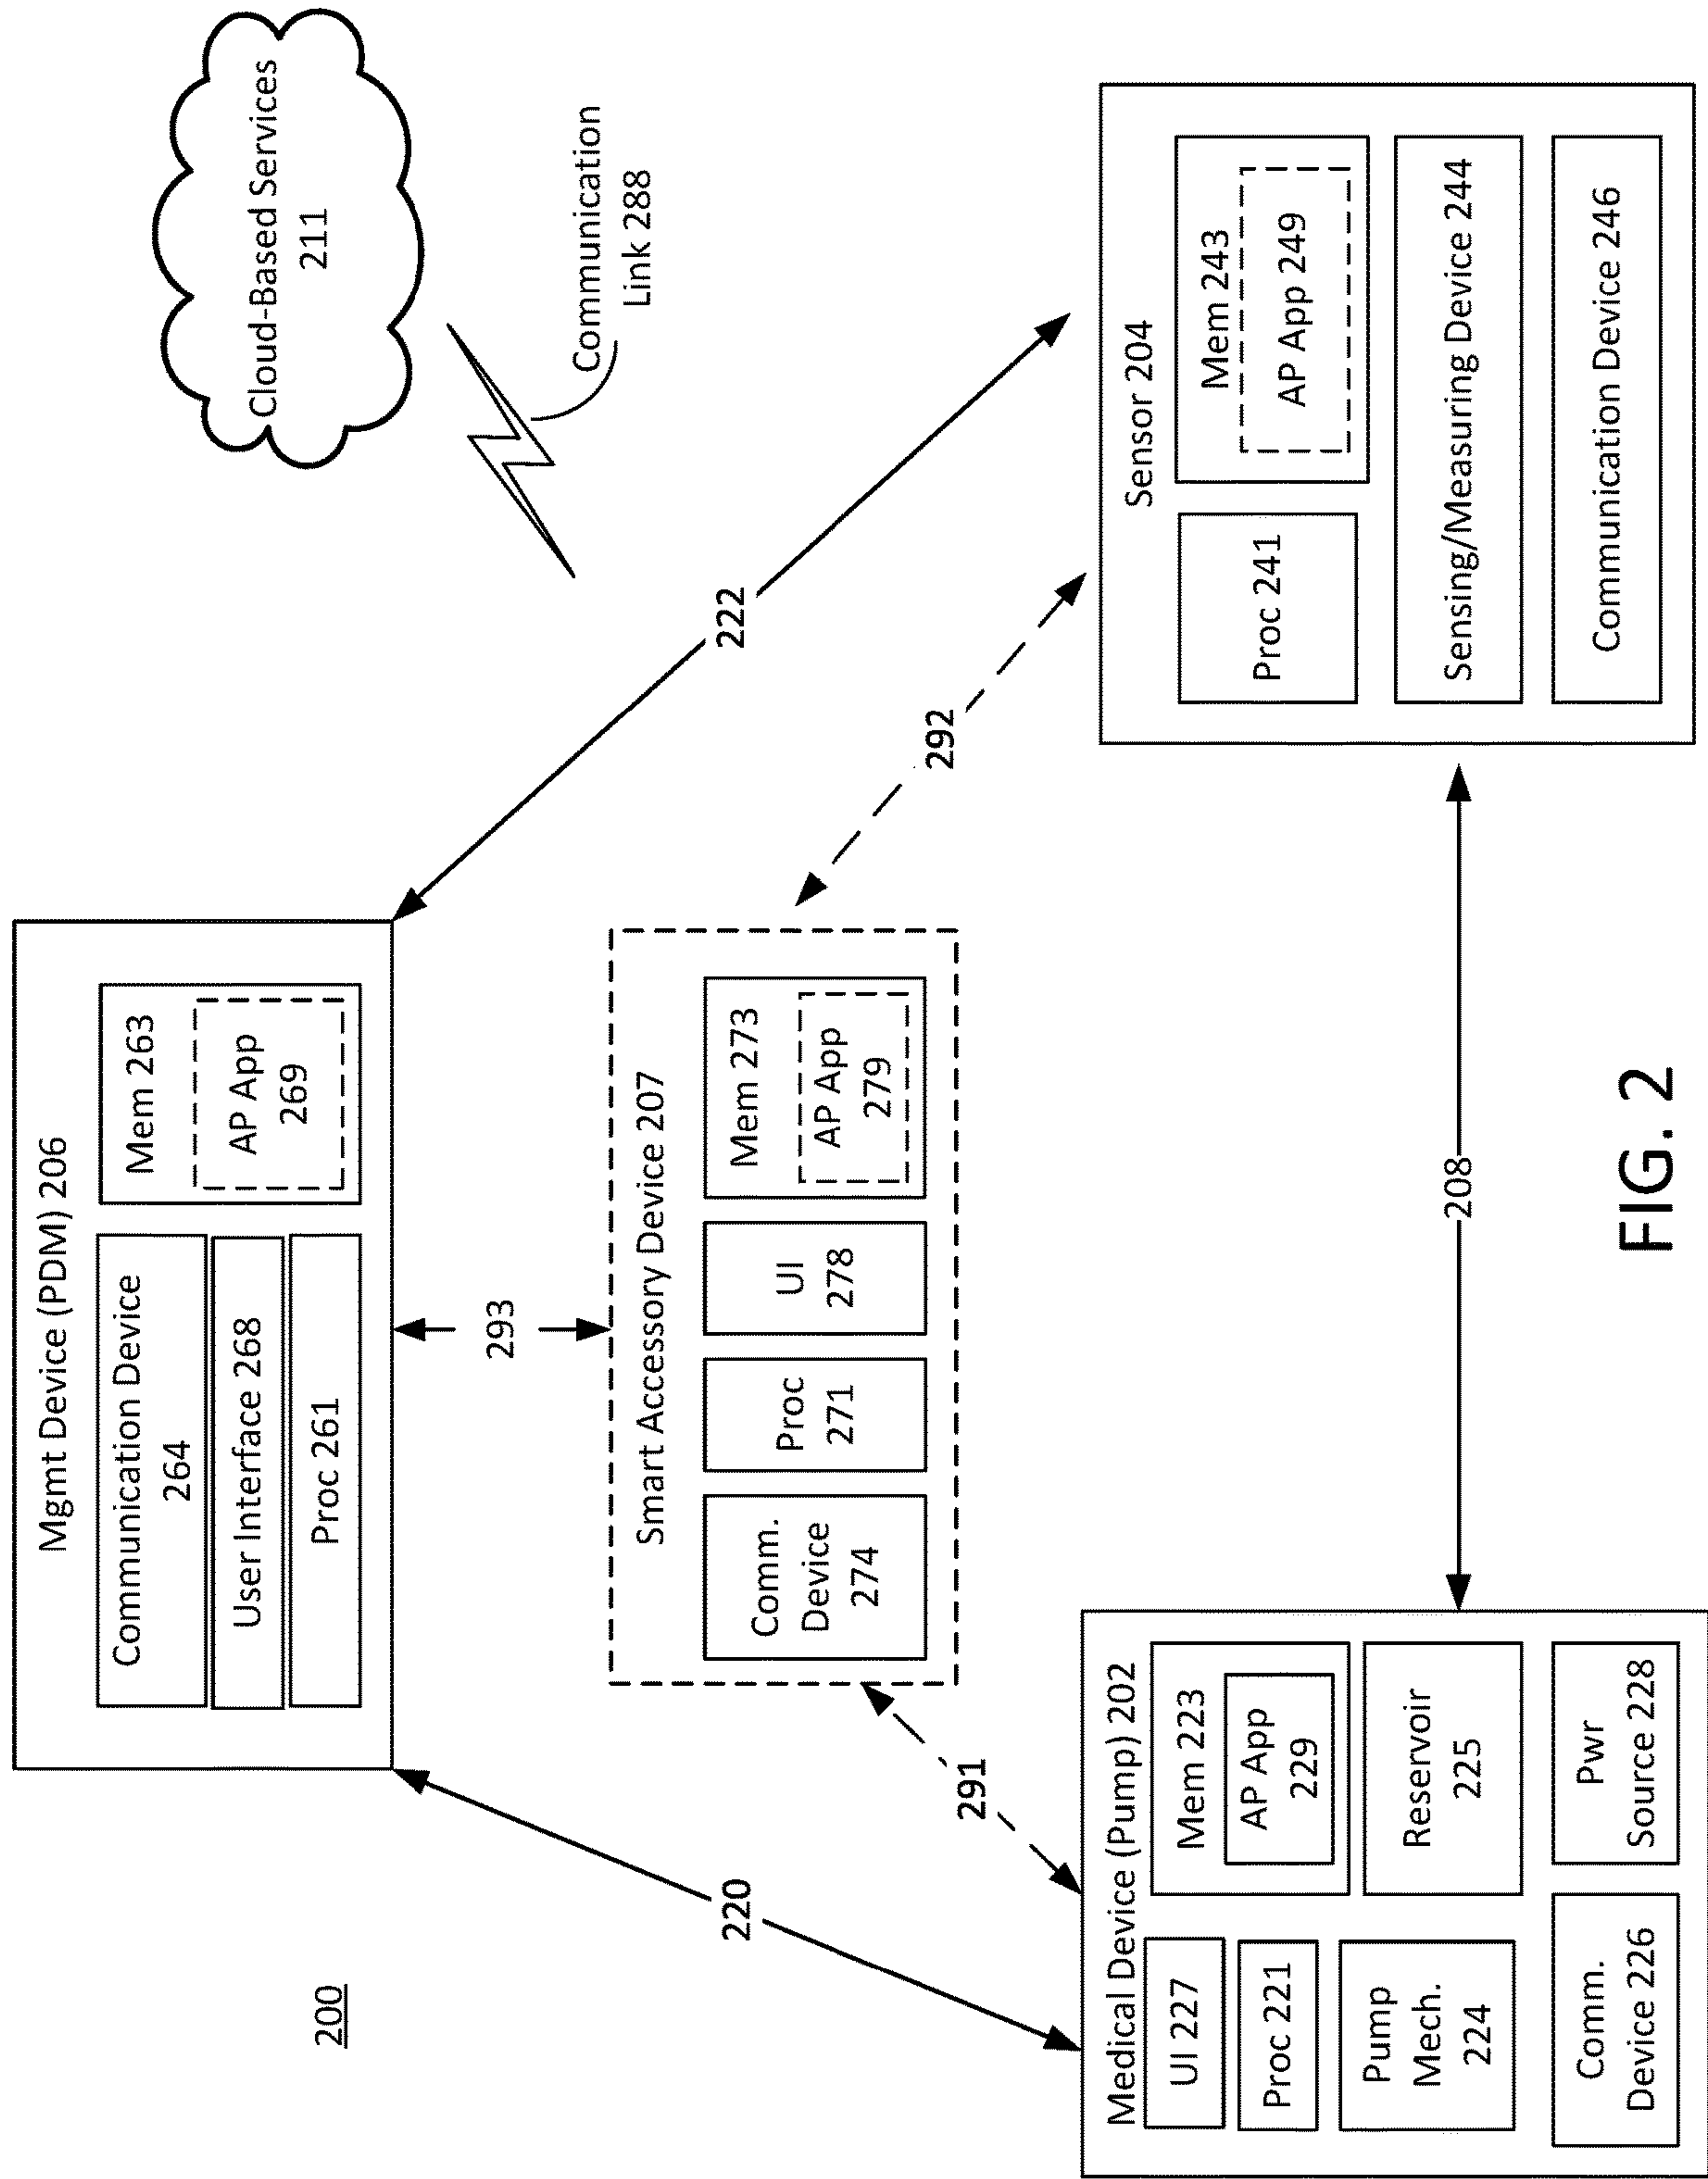 200
Mgmt Device (PDM) 206
Communication Device
264
User Interface 268
Proc 261
Mem 263
AP App
269
Cloud-Based Services
211
Communication
Link 288
220
293
222
Smart Accessory Device 207
Comm.
Device
274
Proc
271
UI
278
Mem 273
AP App
279
291
292
Medical Device (Pump) 202
UI 227
Proc 221
Pump
Mech.
224
Comm.
Device 226
Mem 223
AP App
229
Reservoir
225
Pwr
Source 228
208
Sensor 204
Proc 241
Mem 243
AP App 249
Sensing/Measuring Device 244
Communication Device 246
FIG. 2